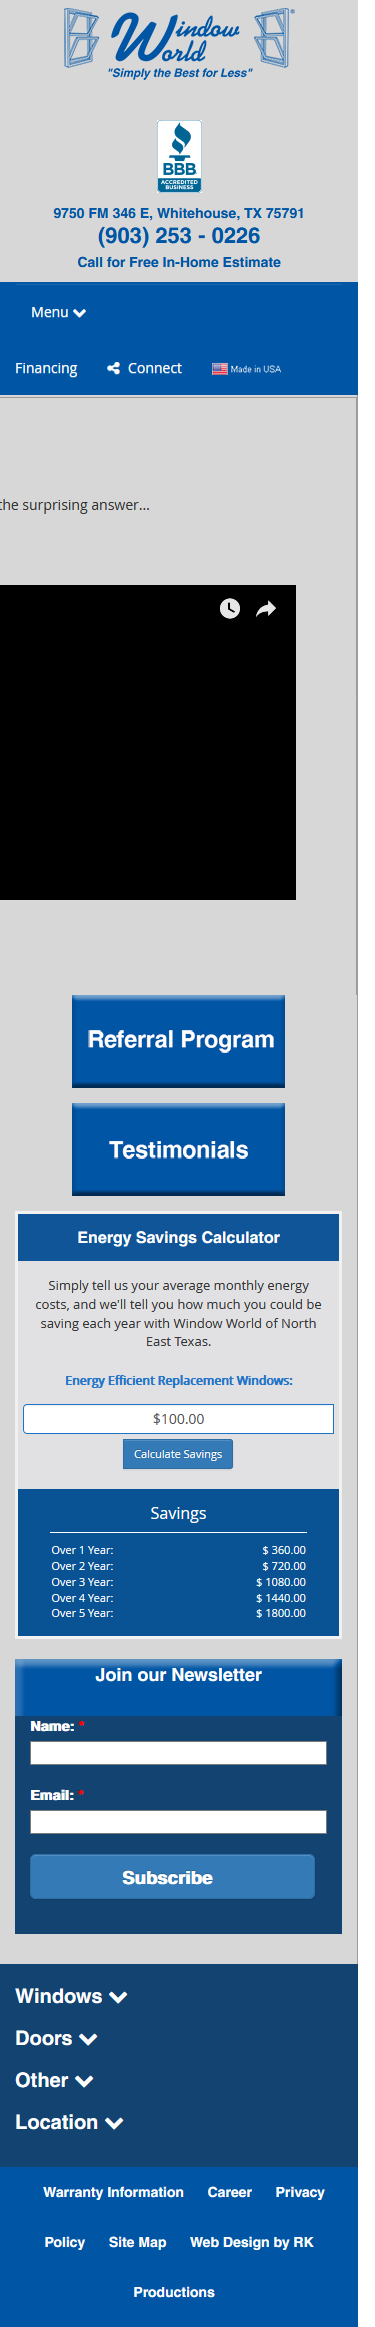 Window
World®
"Simply the Best for Less"
BBB
ACCREDITED
BUSINESS
9750 FM 346 E, Whitehouse, TX 75791
(903) 253 - 0226
Call for Free In-Home Estimate
Menu
Financing Connect Made in USA
the surprising answer...
Referral Program
Testimonials
Energy Savings Calculator
Simply tell us your average monthly energy
costs, and we'll tell you how much you could be
saving each year with Window World of North
East Texas.
Energy Efficient Replacement Windows:
$100.00
Calculate Savings
Savings
Over 1 Year: $ 360.00
Over 2 Year: $ 720.00
Over 3 Year: $ 1080.00
Over 4 Year: $ 1440.00
Over 5 Year: $ 1800.00
Join our Newsletter
Name: *
Email: *
Subscribe
Windows
Doors
Other
Location
Warranty Information Career Privacy
Policy Site Map Web Design by RK
Productions